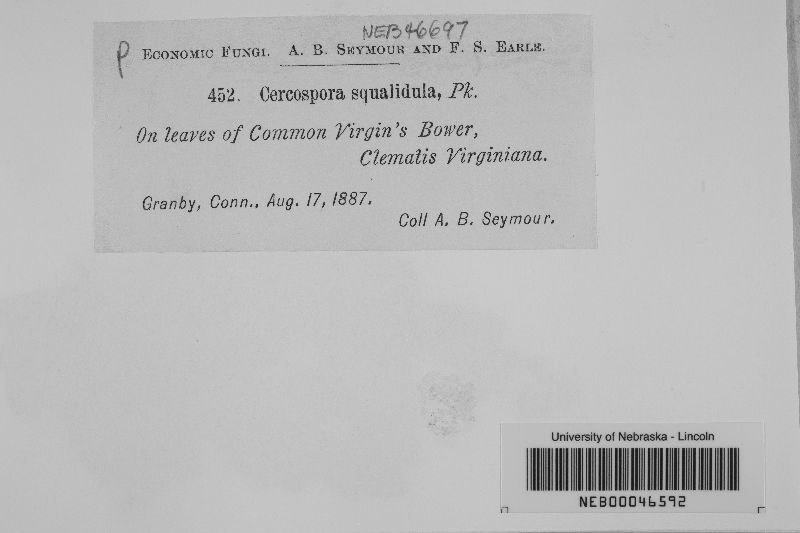 NEB46697
P
Economic Fungi. A. B. Seymour and F. S. Earle.
452. Cercospora squalidula, Pk.
On leaves of Common Virgin's Bower,
Clematis Virginiana.
Granby, Conn., Aug. 17, 1887.
Coll A. B. Seymour.
University of Nebraska - Lincoln
NEB00046592